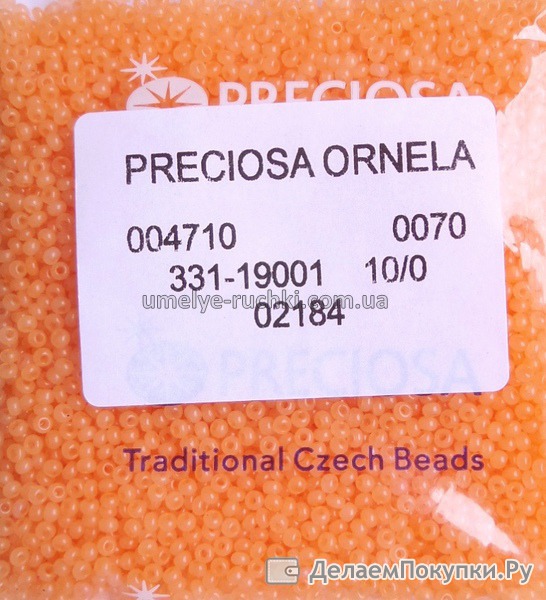 PRECIOSA
PRECIOSA ORNELA
004710 0070
331-19001 10/0
umelye-ruchki.com.ua
02184
PRECIOSA
Traditional Czech Beads
ДелаемПокупки.Ру